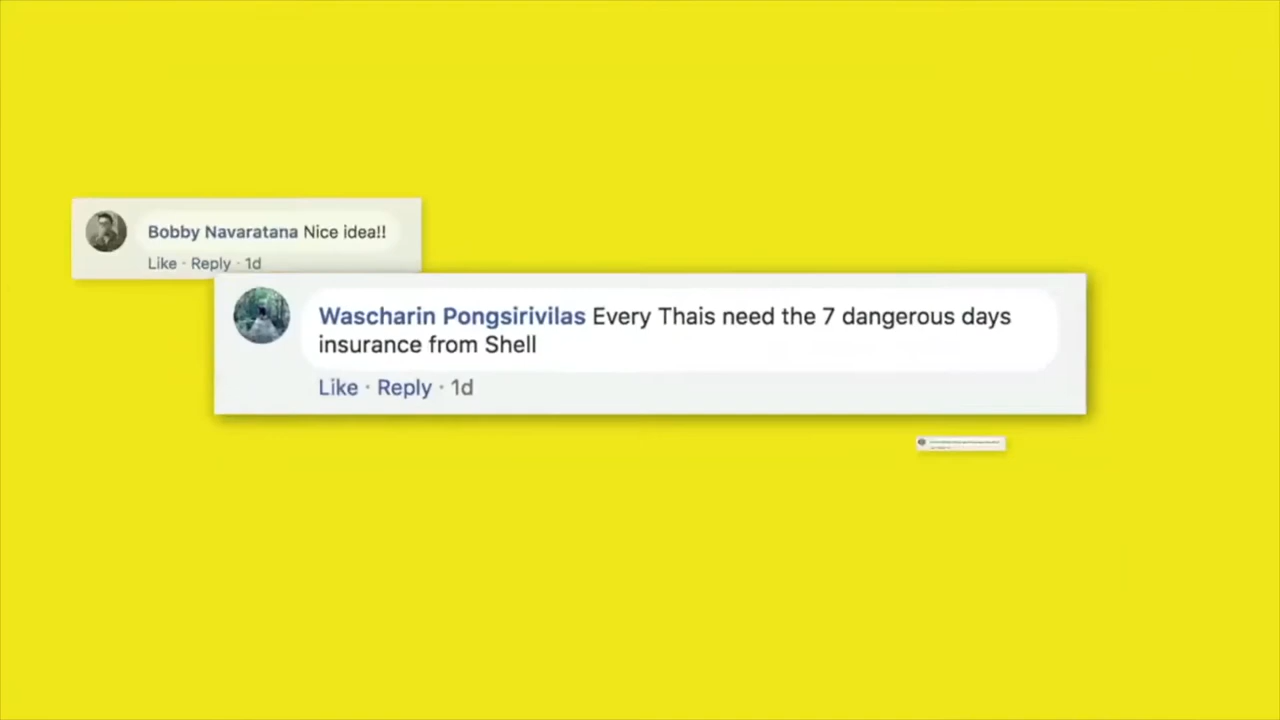 Bobby Navaratana Nice idea!!
Like · Reply · 1d
Wascharin Pongsirivilas Every Thais need the 7 dangerous days
insurance from Shell
Like · Reply · 1d